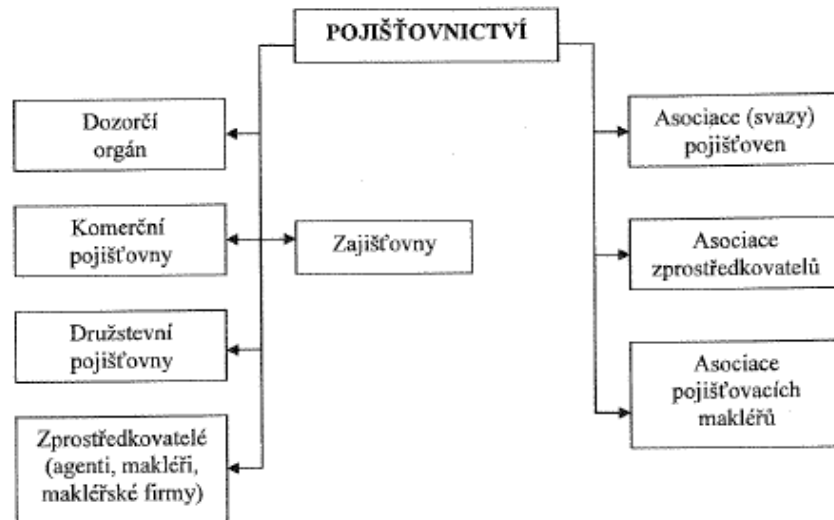 POJIŠŤOVNICTVÍ
Dozorčí
orgán
Komerční
pojišťovny
Družstevní
pojišťovny
Zprostředkovatelé
(agenti, makléři,
makléřské firmy)
Zajišťovny
Asociace (svazy)
pojišťoven
Asociace
zprostředkovatelů
Asociace
pojišťovacích
makléřů